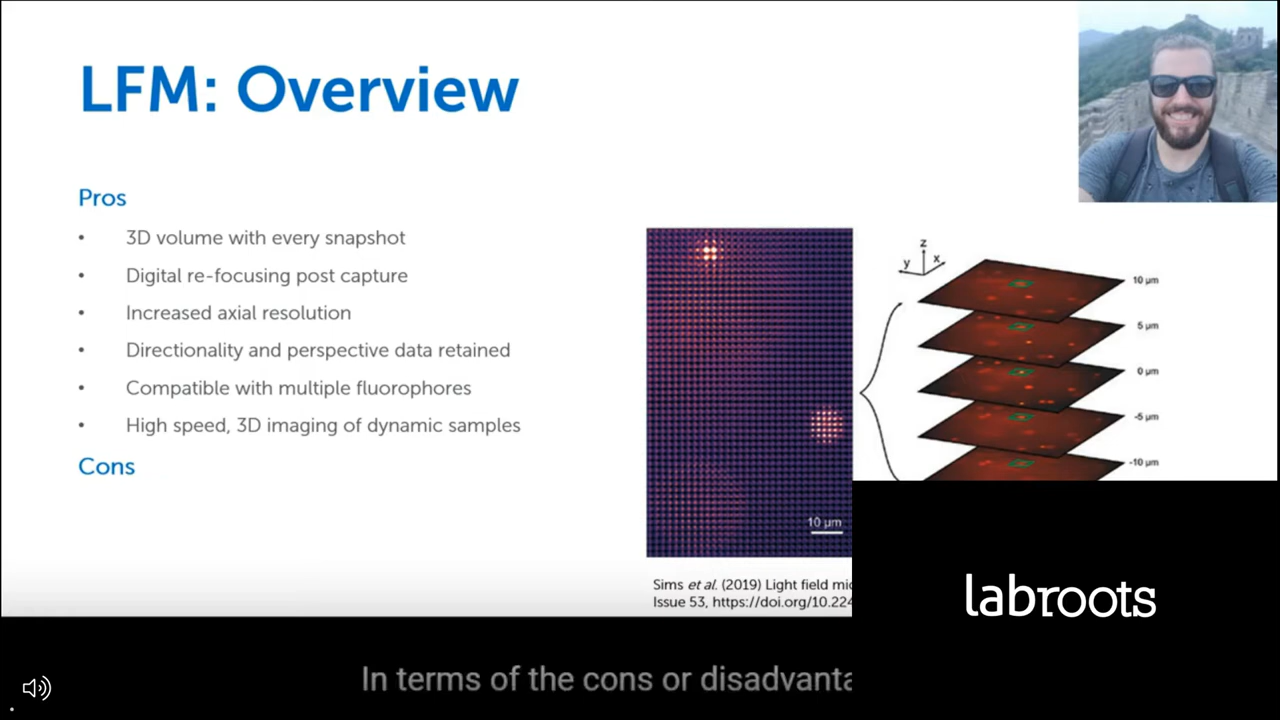 LFM: Overview
Pros
• 3D volume with every snapshot
• Digital re-focusing post capture
• Increased axial resolution
• Directionality and perspective data retained
• Compatible with multiple fluorophores
• High speed, 3D imaging of dynamic samples
Cons
10 µm
z
y x
10 µm
5 µm
0 µm
-5 µm
-10 µm
Sims et al. (2019) Light field mic
Issue 53, https://doi.org/10.224
labroots
In terms of the cons or disadvanta